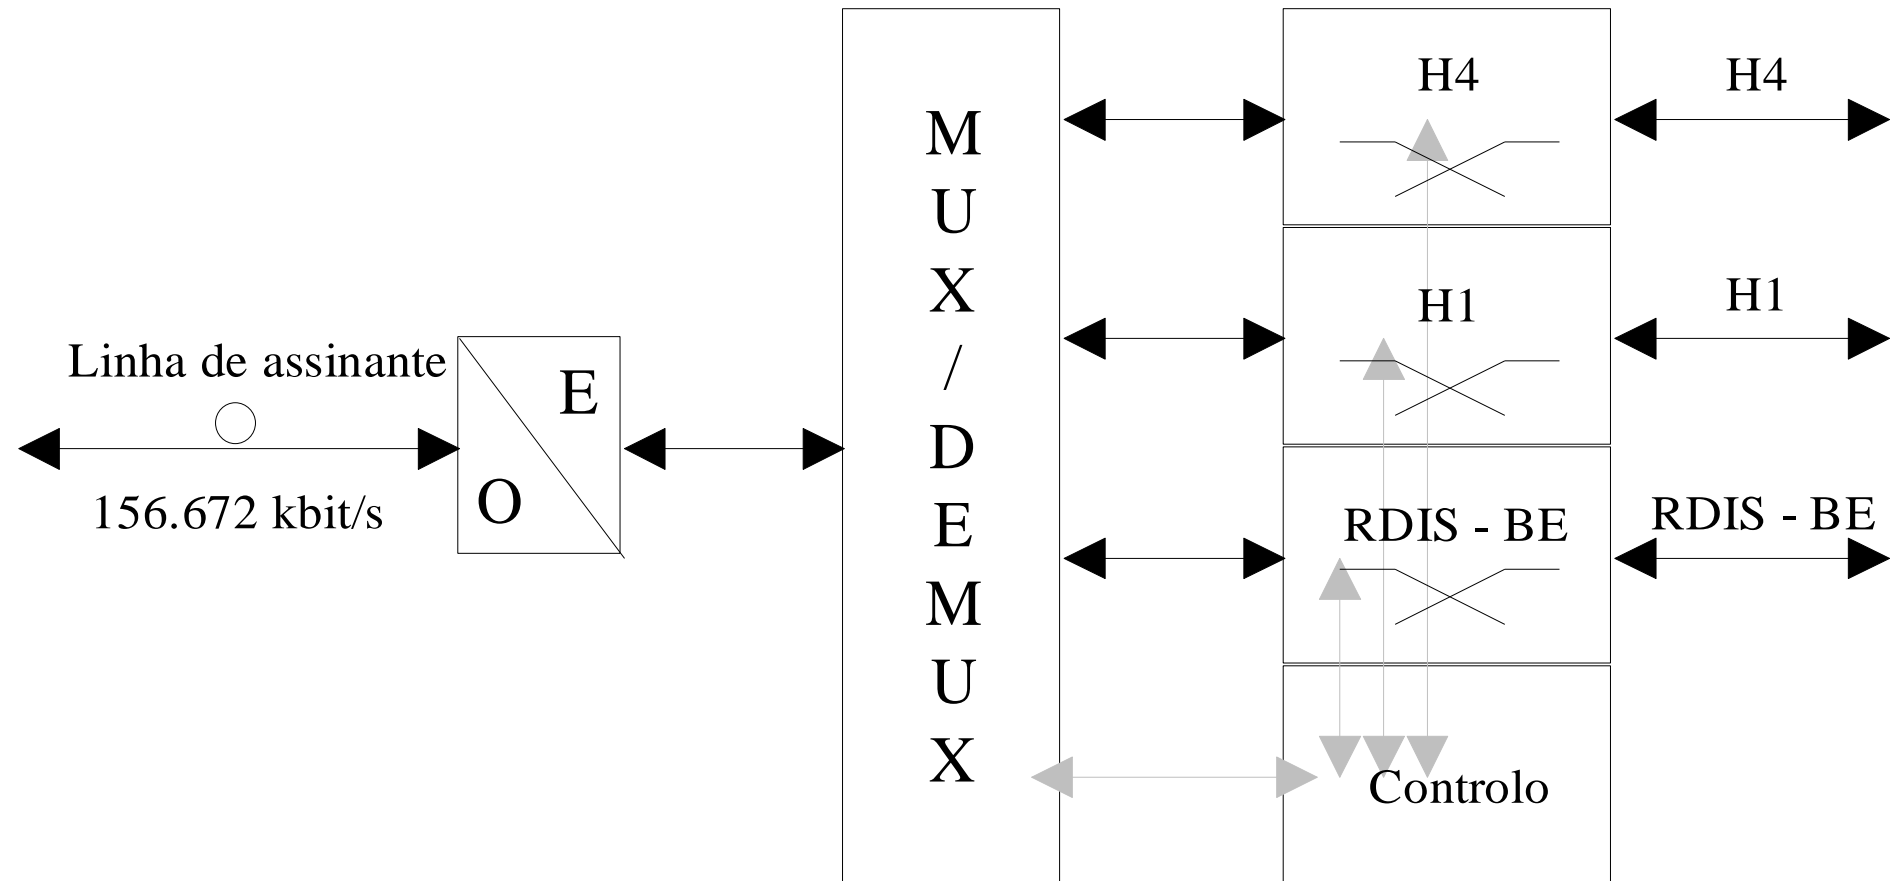 H4
H4
M
U
X
/
D
E
M
U
X
H1
H1
Linha de assinante
E
O
156.672 kbit/s
RDIS - BE
RDIS - BE
Controlo